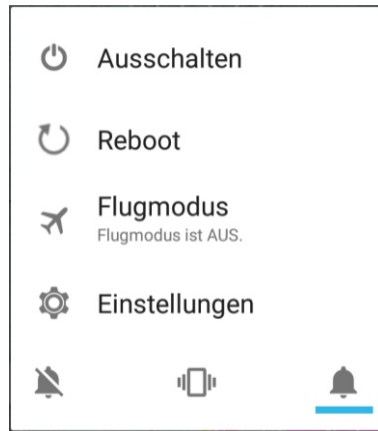 Ausschalten
Reboot
Flugmodus
Flugmodus ist AUS.
Einstellungen